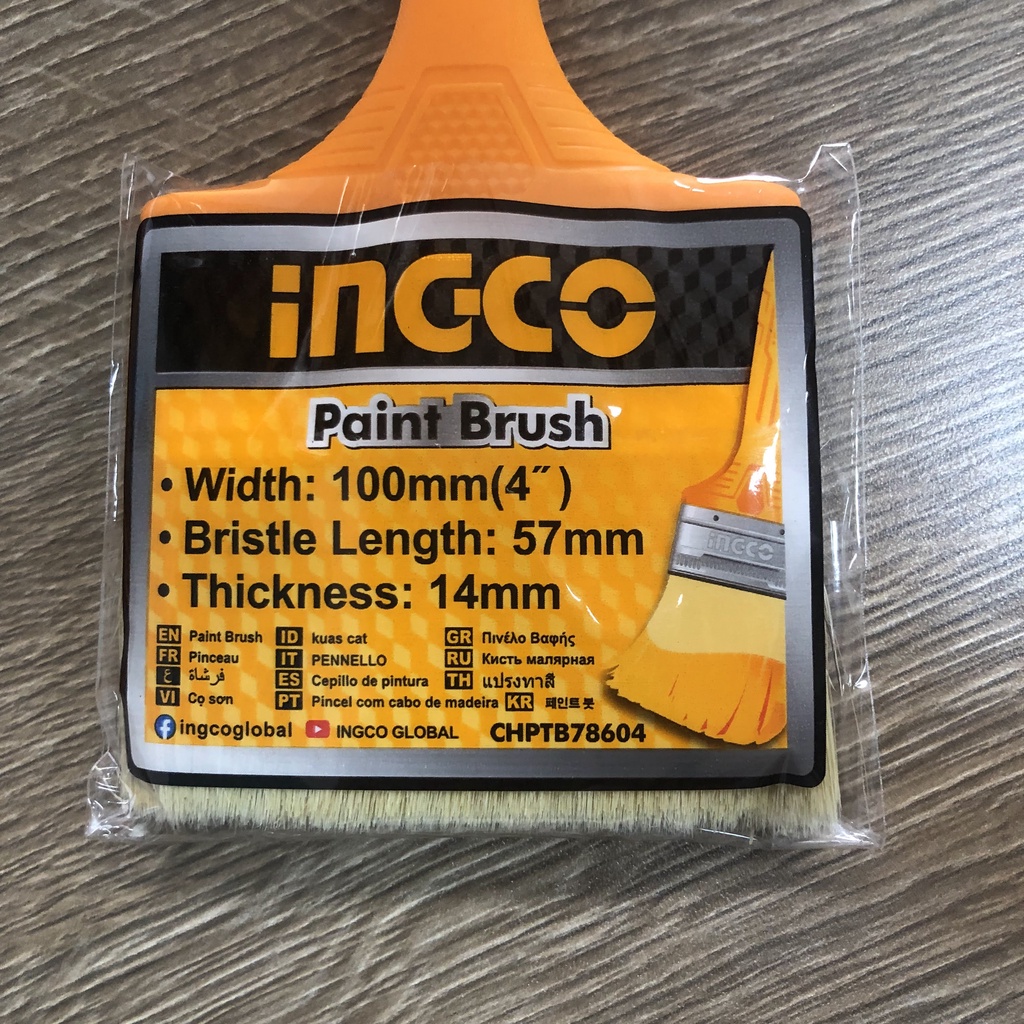 INGCO
Paint Brush
• Width: 100mm(4″)
• Bristle Length: 57mm
• Thickness: 14mm
INGCO
EN Paint Brush ID kuas cat GR Πινέλο Βαφής
FR Pinceau IT PENNELLO RU Кисть малярная
ع فرشاة ES Cepillo de pintura TH แปรงทาสี
VI Cọ sơn PT Pincel com cabo de madeira KR 페인트 붓
ingcoglobal INGCO GLOBAL CHPTB78604